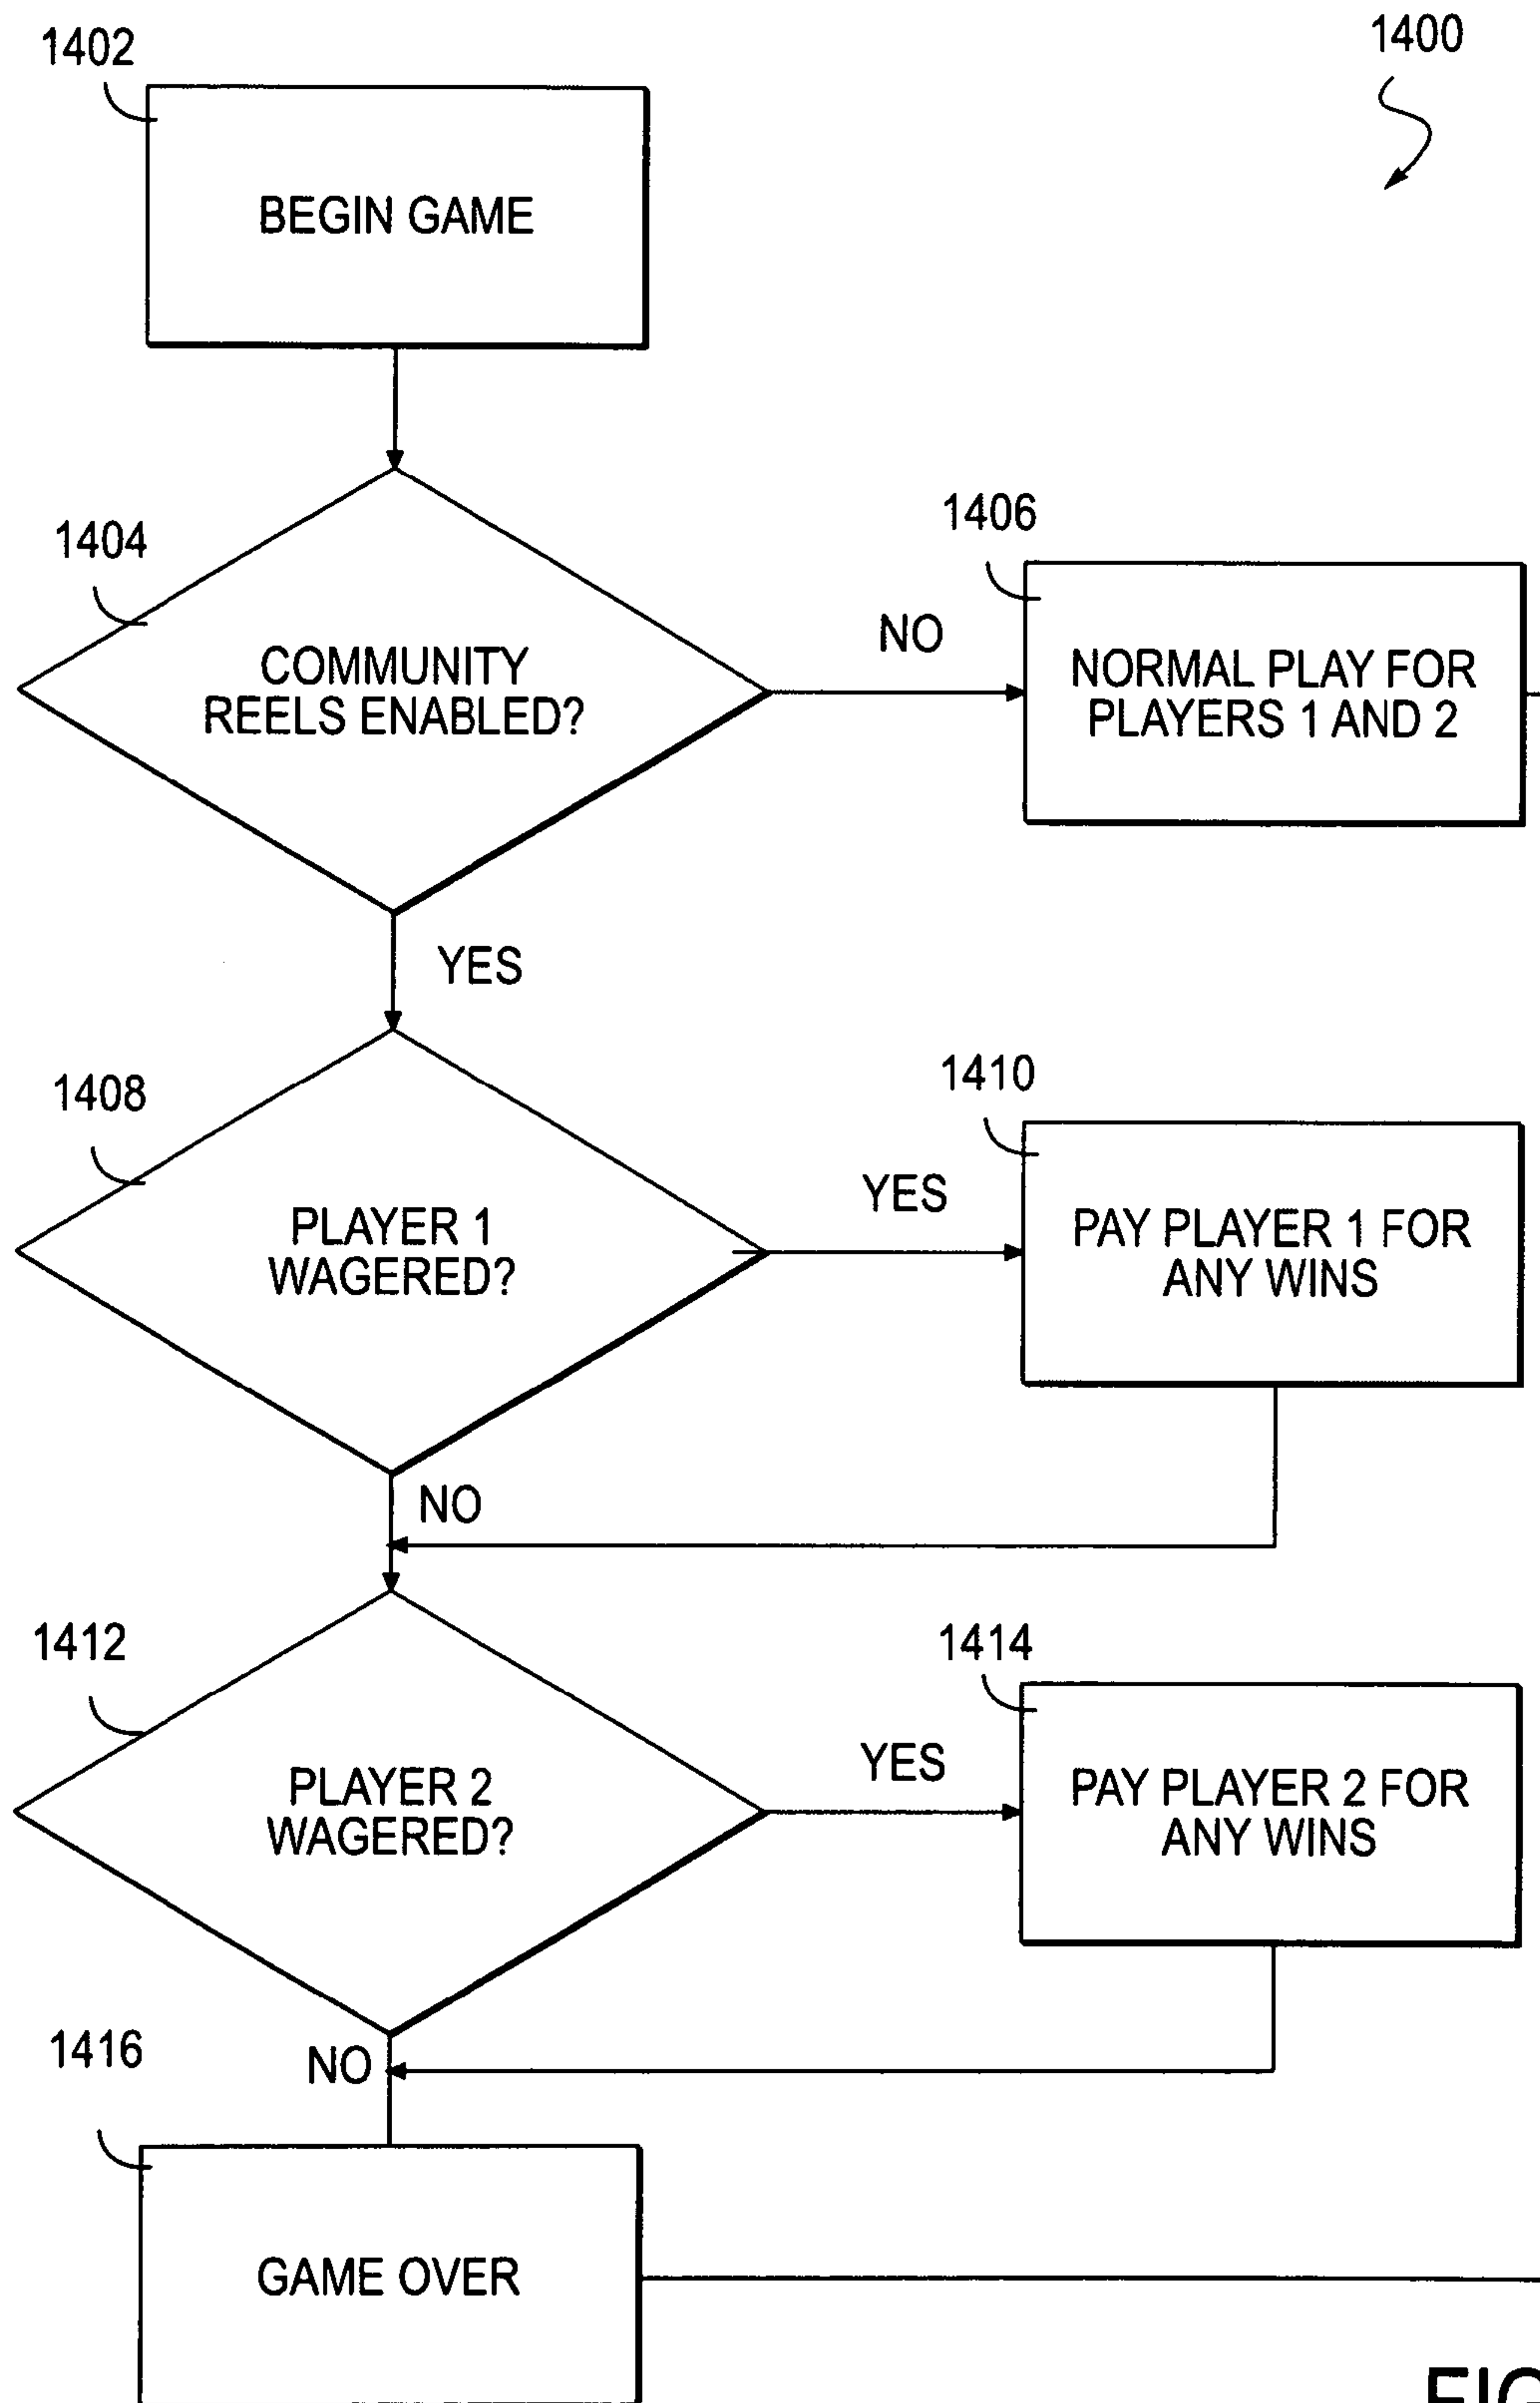 1402
1400
BEGIN GAME
1404
COMMUNITY
REELS ENABLED?
NO
1406
NORMAL PLAY FOR
PLAYERS 1 AND 2
YES
1408
PLAYER 1
WAGERED?
YES
1410
PAY PLAYER 1 FOR
ANY WINS
NO
1412
PLAYER 2
WAGERED?
YES
1414
PAY PLAYER 2 FOR
ANY WINS
NO
1416
GAME OVER